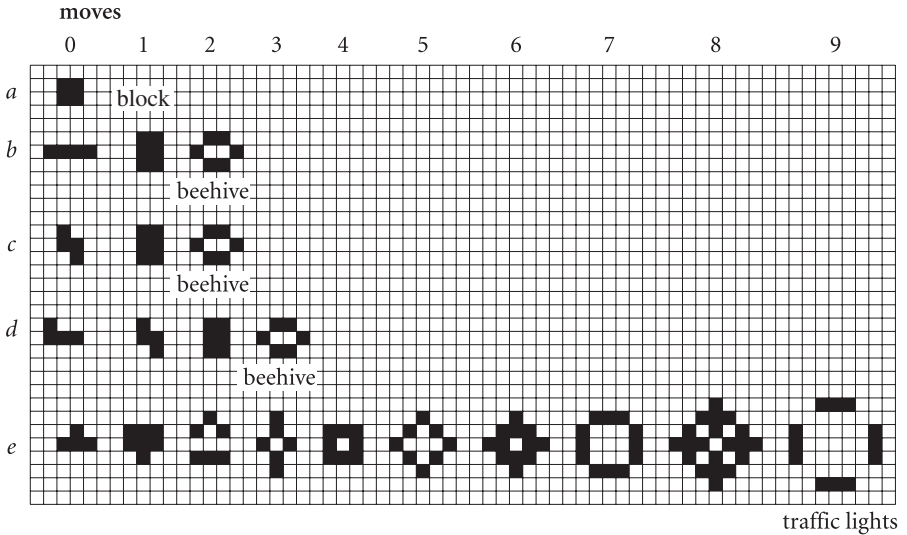 moves
0 1 2 3 4 5 6 7 8 9
a
block
b
beehive
c
beehive
d
beehive
e
traffic lights